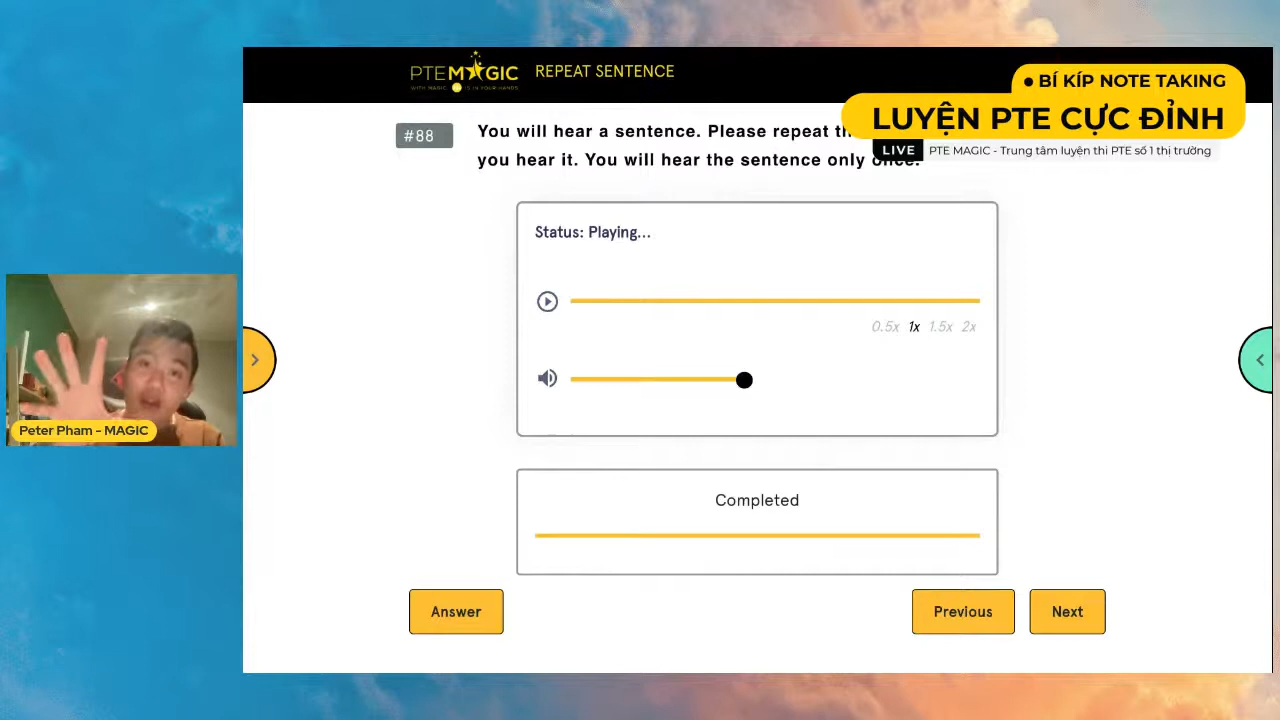 PTEMAGIC
WITH MAGIC, IS IN YOUR HANDS
REPEAT SENTENCE
BÍ KÍP NOTE TAKING
LUYỆN PTE CỰC ĐỈNH
LIVE PTE MAGIC - Trung tâm luyện thi PTE số 1 thị trường
#88
You will hear a sentence. Please repeat
you hear it. You will hear the sentence only once.
Status: Playing...
0.5x 1x 1.5x 2x
Peter Pham - MAGIC
Completed
Answer
Previous
Next